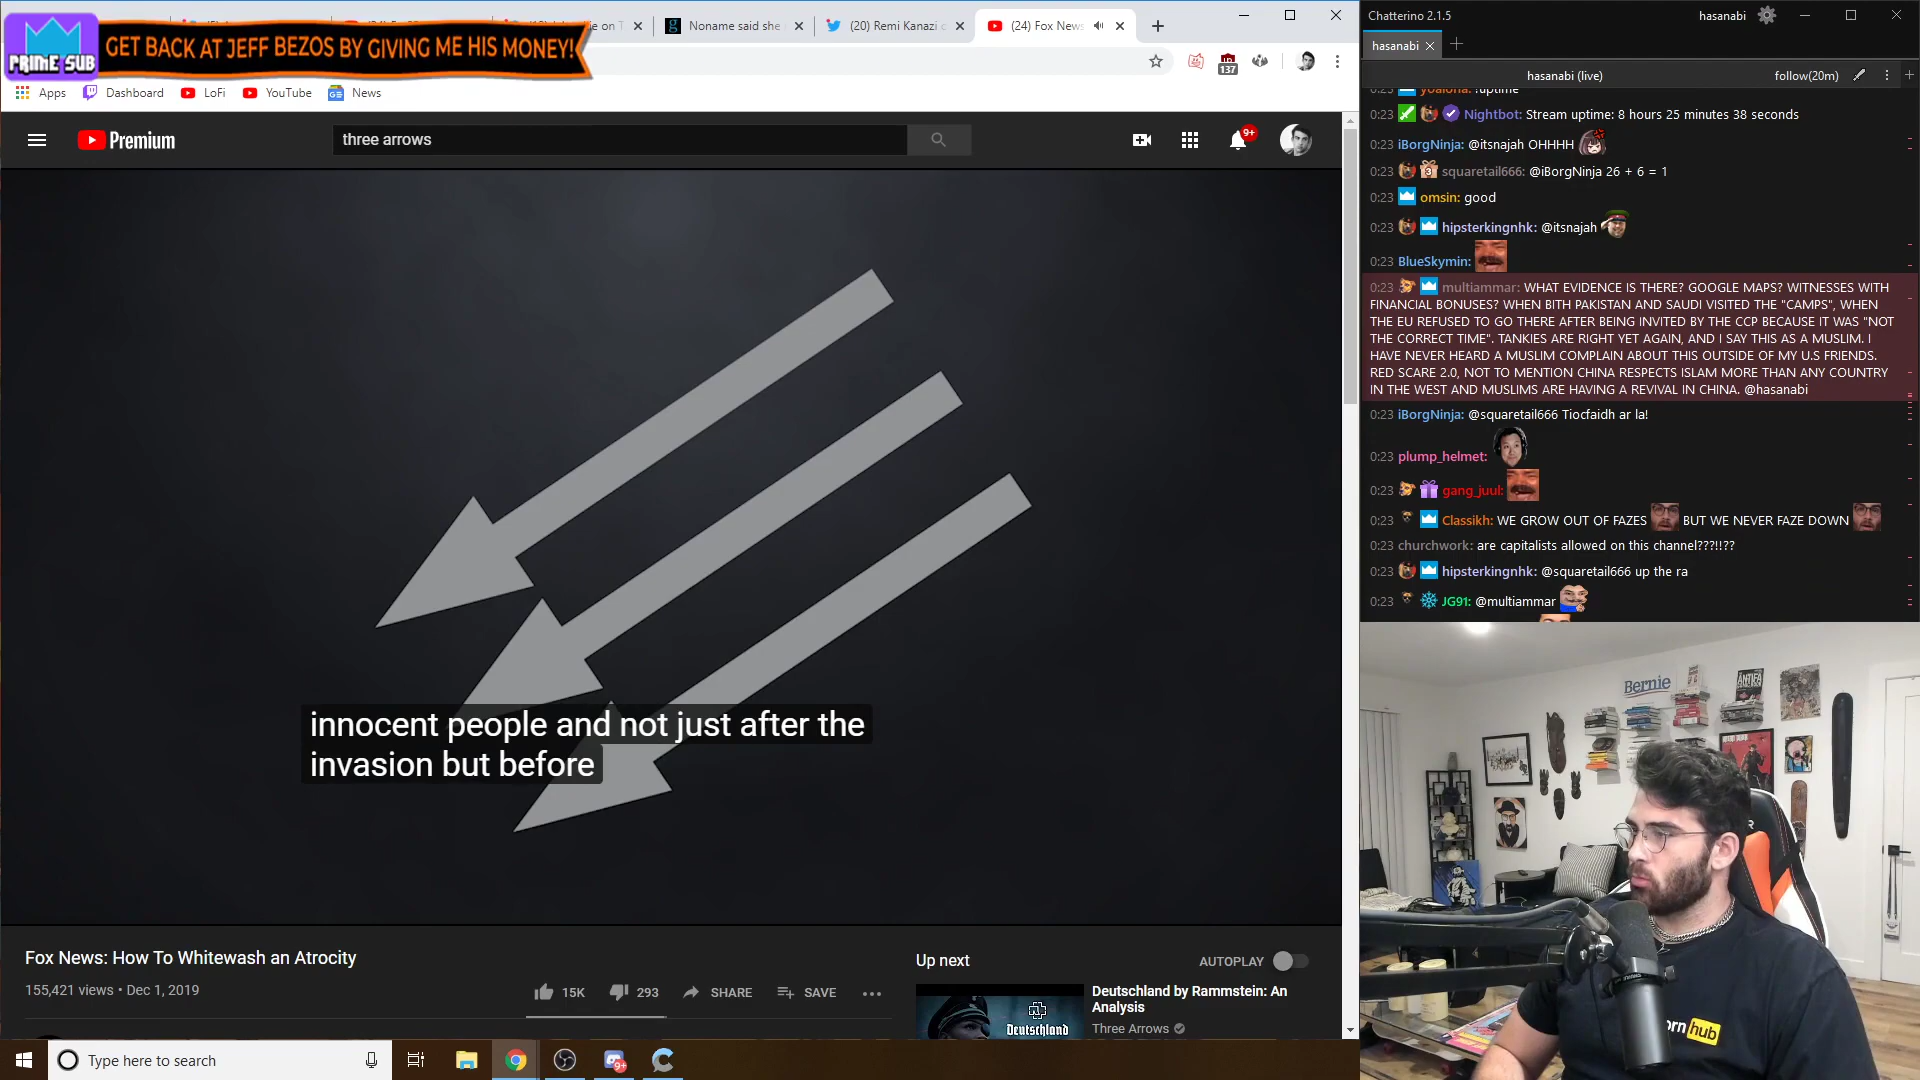 PRIME SUB
GET BACK AT JEFF BEZOS BY GIVING ME HIS MONEY!
e on T
Noname said she
(20) Remi Kanazi
(24) Fox News
137
Apps
Dashboard
LoFi
YouTube
News
Premium
three arrows
9+
innocent people and not just after the
invasion but before
Fox News: How To Whitewash an Atrocity
155,421 views • Dec 1, 2019
15K
293
SHARE
SAVE
Up next
AUTOPLAY
Deutschland
Deutschland by Rammstein: An
Analysis
Three Arrows
Type here to search
9+
Chatterino 2.1.5
hasanabi
hasanabi
hasanabi (live)
follow(20m)
0:23 yoaloha: !uptime
0:23 Nightbot: Stream uptime: 8 hours 25 minutes 38 seconds
0:23 iBorgNinja: @itsnajah OHHHH
0:23 squaretail666: @iBorgNinja 26 + 6 = 1
0:23 omsin: good
0:23 hipsterkingnhk: @itsnajah
0:23 BlueSkymin:
0:23 multiammar: WHAT EVIDENCE IS THERE? GOOGLE MAPS? WITNESSES WITH
FINANCIAL BONUSES? WHEN BITH PAKISTAN AND SAUDI VISITED THE "CAMPS", WHEN
THE EU REFUSED TO GO THERE AFTER BEING INVITED BY THE CCP BECAUSE IT WAS "NOT
THE CORRECT TIME". TANKIES ARE RIGHT YET AGAIN, AND I SAY THIS AS A MUSLIM. I
HAVE NEVER HEARD A MUSLIM COMPLAIN ABOUT THIS OUTSIDE OF MY U.S FRIENDS.
RED SCARE 2.0, NOT TO MENTION CHINA RESPECTS ISLAM MORE THAN ANY COUNTRY
IN THE WEST AND MUSLIMS ARE HAVING A REVIVAL IN CHINA. @hasanabi
0:23 iBorgNinja: @squaretail666 Tiocfaidh ar la!
0:23 plump_helmet:
0:23 gang_juul:
0:23 Classikh: WE GROW OUT OF FAZES BUT WE NEVER FAZE DOWN
0:23 churchwork: are capitalists allowed on this channel???!!??
0:23 hipsterkingnhk: @squaretail666 up the ra
0:23 JG91: @multiammar
Bernie
ANTIFA
orn hub